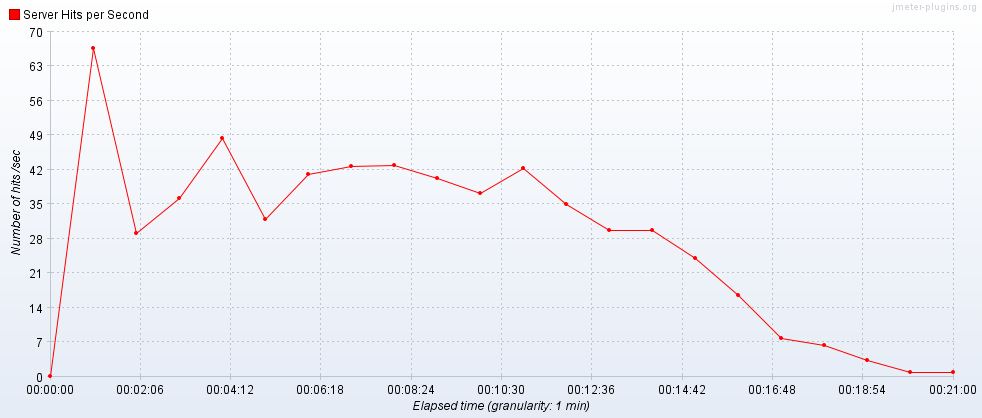 jmeter-plugins.org
Server Hits per Second
70
63
56
49
42
35
28
21
14
7
0
Number of hits /sec
00:00:00 00:02:06 00:04:12 00:06:18 00:08:24 00:10:30 00:12:36 00:14:42 00:16:48 00:18:54 00:21:00
Elapsed time (granularity: 1 min)